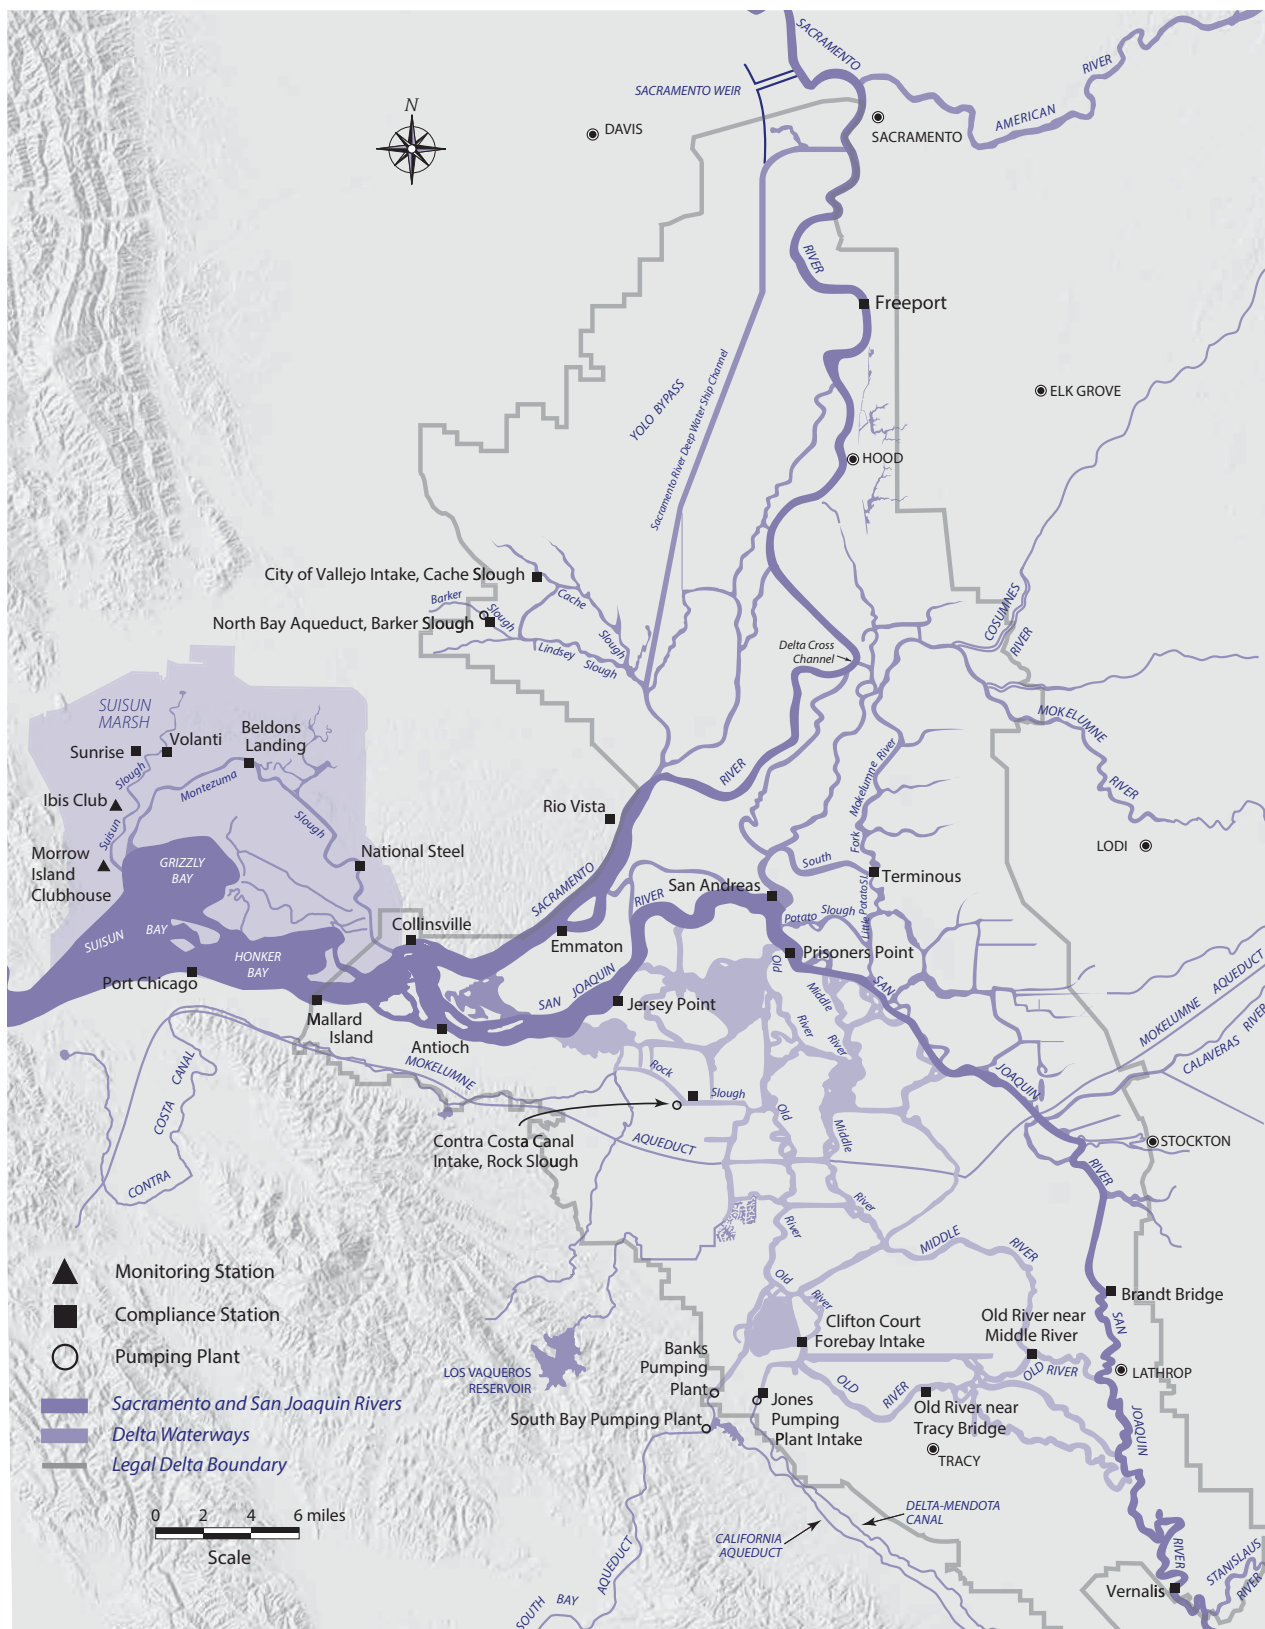 SACRAMENTO
RIVER
AMERICAN
SACRAMENTO WEIR
N
DAVIS
SACRAMENTO
RIVER
Freeport
YOLO BYPASS
Sacramento River Deep Water Ship Channel
ELK GROVE
HOOD
City of Vallejo Intake, Cache Slough
Barker
Slough
Cache
Slough
North Bay Aqueduct, Barker Slough
Lindsey
Slough
COSUMNES
RIVER
Delta Cross
Channel
SUISUN
MARSH
Sunrise
Volanti
Beldons
Landing
Slough
Montezuma
Slough
Ibis Club
Suisun
Morrow
Island
Clubhouse
GRIZZLY
BAY
National Steel
Rio Vista
RIVER
MOKELUMNE
RIVER
Mokelumne River
Fork
South
LODI
SACRAMENTO
RIVER
San Andreas
Terminous
Potato
Slough
Little Potato Sl.
SUISUN
BAY
HONKER
BAY
Collinsville
Emmaton
Prisoners Point
Port Chicago
Old
Middle
SAN
SAN
JOAQUIN
Jersey Point
River
River
Mallard
Island
Antioch
MOKELUMNE
AQUEDUCT
CALAVERAS
RIVER
CANAL
COSTA
CONTRA
MOKELUMNE
Rock
Slough
JOAQUIN
Old
Middle
Contra Costa Canal
Intake, Rock Slough
AQUEDUCT
STOCKTON
RIVER
River
River
MIDDLE
RIVER
Monitoring Station
Compliance Station
Pumping Plant
Sacramento and San Joaquin Rivers
Delta Waterways
Legal Delta Boundary
0 2 4 6 miles
Scale
Old
River
Brandt Bridge
SAN
Clifton Court
Forebay Intake
Old River near
Middle River
LOS VAQUEROS
RESERVOIR
Banks
Pumping
Plant
OLD
RIVER
OLD
RIVER
LATHROP
South Bay Pumping Plant
Jones
Pumping
Plant Intake
Old River near
Tracy Bridge
JOAQUIN
TRACY
DELTA-MENDOTA
CANAL
CALIFORNIA
AQUEDUCT
SOUTH
BAY
AQUEDUCT
RIVER
STANISLAUS
RIVER
Vernalis